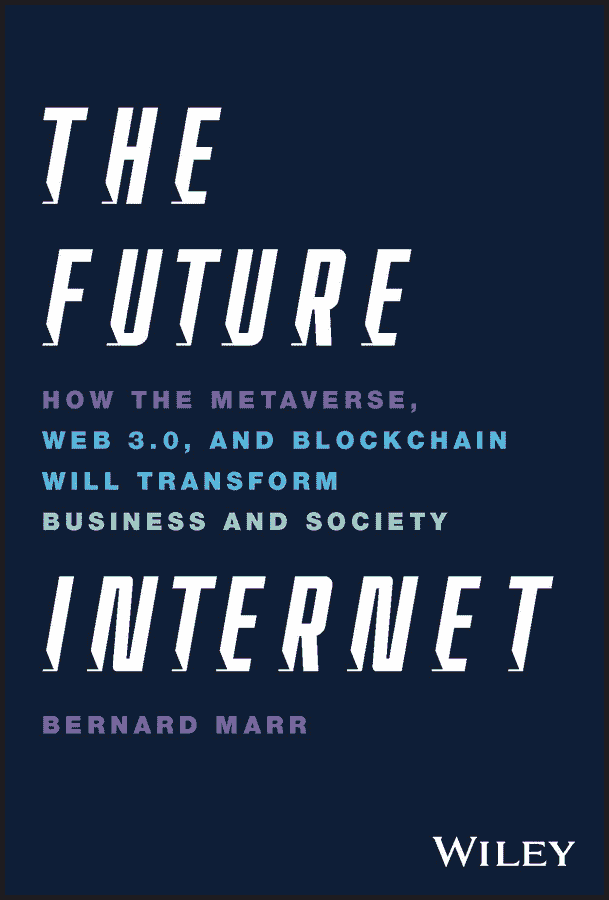 THE
FUTURE
HOW THE METAVERSE,
WEB 3.0, AND BLOCKCHAIN
WILL TRANSFORM
BUSINESS AND SOCIETY
INTERNET
BERNARD MARR
WILEY